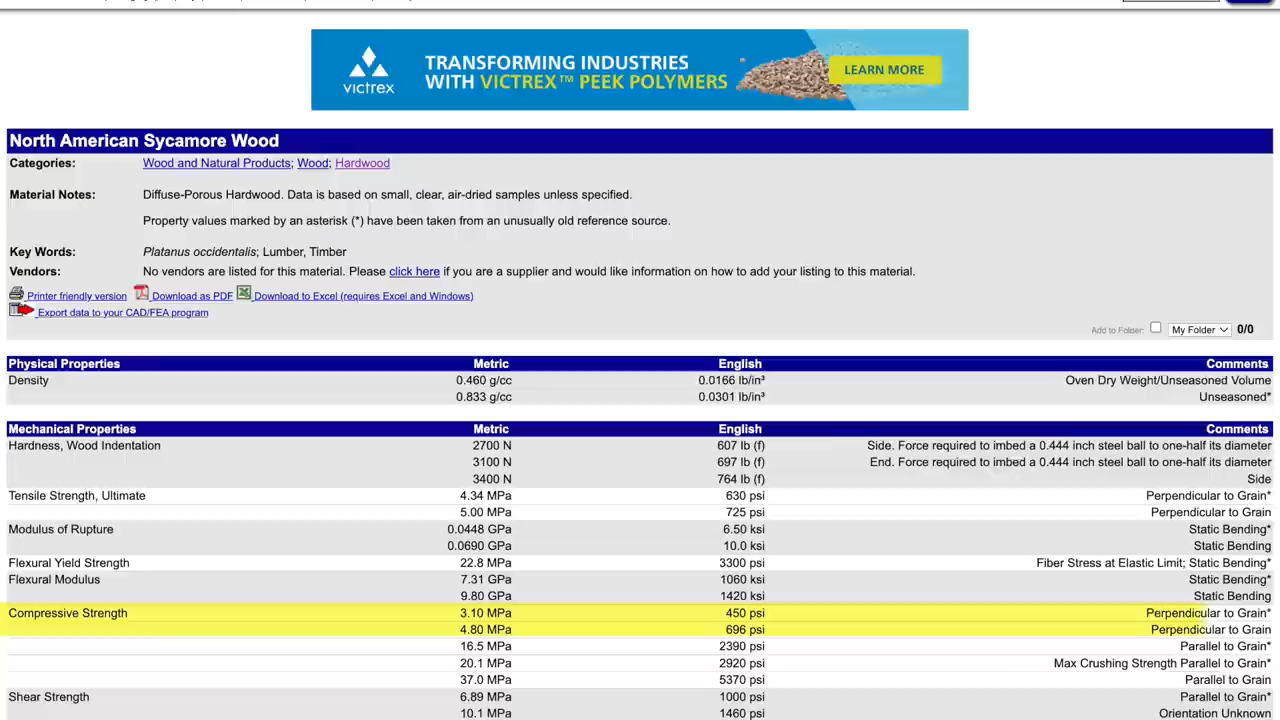 victrex
TRANSFORMING INDUSTRIES
WITH VICTREX™ PEEK POLYMERS
LEARN MORE
North American Sycamore Wood
Categories: Wood and Natural Products; Wood; Hardwood
Material Notes: Diffuse-Porous Hardwood. Data is based on small, clear, air-dried samples unless specified.
Property values marked by an asterisk (*) have been taken from an unusually old reference source.
Key Words: Platanus occidentalis; Lumber, Timber
Vendors: No vendors are listed for this material. Please click here if you are a supplier and would like information on how to add your listing to this material.
Printer friendly version Download as PDF Download to Excel (requires Excel and Windows)
Export data to your CAD/FEA program
Add to Folder: My Folder 0/0
Physical Properties Metric English Comments
Density 0.460 g/cc 0.0166 lb/in³ Oven Dry Weight/Unseasoned Volume
0.833 g/cc 0.0301 lb/in³ Unseasoned*
Mechanical Properties Metric English Comments
Hardness, Wood Indentation 2700 N 607 lb (f) Side. Force required to imbed a 0.444 inch steel ball to one-half its diameter
3100 N 697 lb (f) End. Force required to imbed a 0.444 inch steel ball to one-half its diameter
3400 N 764 lb (f) Side
Tensile Strength, Ultimate 4.34 MPa 630 psi Perpendicular to Grain*
5.00 MPa 725 psi Perpendicular to Grain
Modulus of Rupture 0.0448 GPa 6.50 ksi Static Bending*
0.0690 GPa 10.0 ksi Static Bending
Flexural Yield Strength 22.8 MPa 3300 psi Fiber Stress at Elastic Limit; Static Bending*
Flexural Modulus 7.31 GPa 1060 ksi Static Bending*
9.80 GPa 1420 ksi Static Bending
Compressive Strength 3.10 MPa 450 psi Perpendicular to Grain*
4.80 MPa 696 psi Perpendicular to Grain
16.5 MPa 2390 psi Parallel to Grain*
20.1 MPa 2920 psi Max Crushing Strength Parallel to Grain*
37.0 MPa 5370 psi Parallel to Grain
Shear Strength 6.89 MPa 1000 psi Parallel to Grain*
10.1 MPa 1460 psi Orientation Unknown